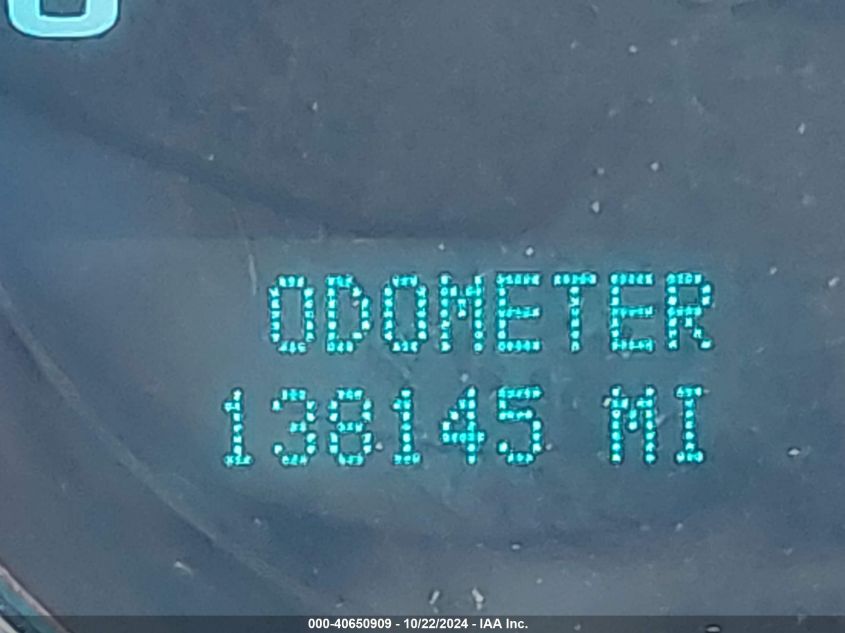 ODOMETER
138145 MI
000-40650909 - 10/22/2024 - IAA Inc.